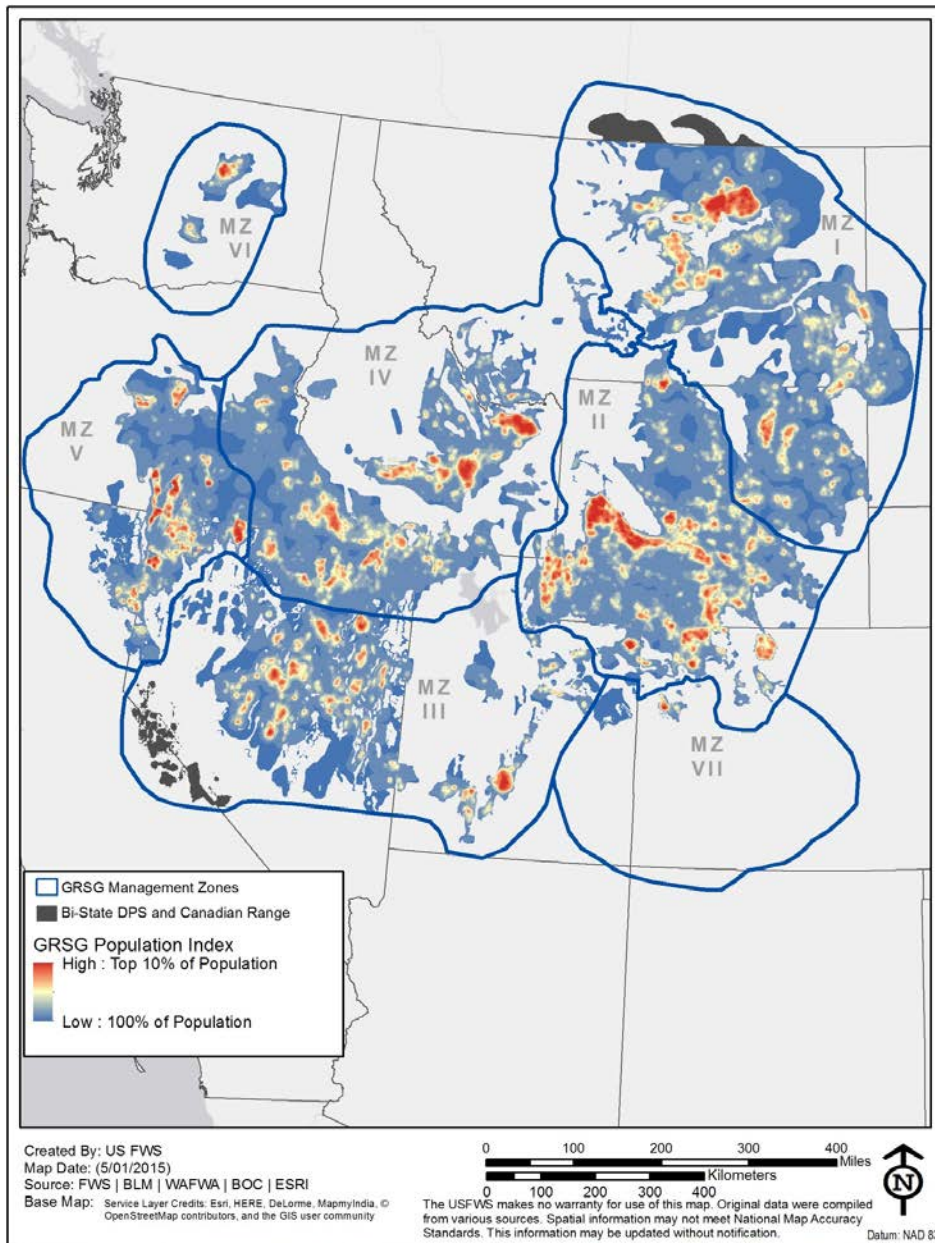 MZ
VI
MZ
I
MZ
IV
MZ
II
MZ
V
MZ
III
MZ
VII
GRSG Management Zones
Bi-State DPS and Canadian Range
GRSG Population Index
High : Top 10% of Population
Low : 100% of Population
Created By: US FWS
Map Date: (5/01/2015)
Source: FWS | BLM | WAFWA | BOC | ESRI
Base Map: Service Layer Credits: Esri, HERE, DeLorme, MapmyIndia, ©
OpenStreetMap contributors, and the GIS user community
0 100 200 300 400
Miles
Kilometers
0 100 200 300 400
The USFWS makes no warranty for use of this map. Original data were compiled
from various sources. Spatial information may not meet National Map Accuracy
Standards. This information may be updated without notification.
N
Datum: NAD 83